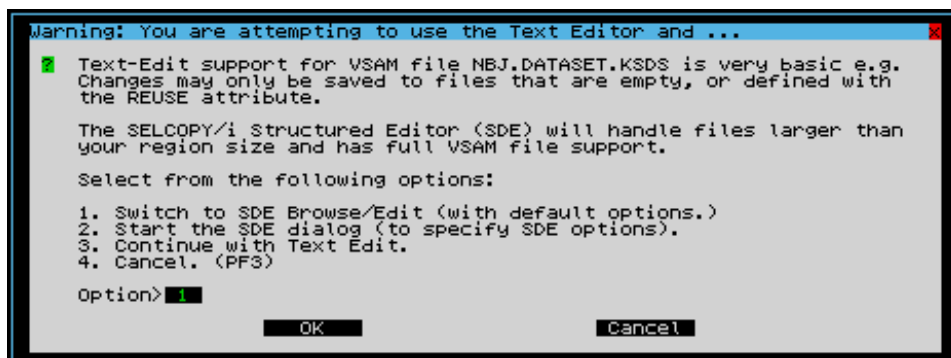 Warning: You are attempting to use the Text Editor and ...
x
? Text-Edit support for VSAM file NBJ.DATASET.KSDS is very basic e.g.
Changes may only be saved to files that are empty, or defined with
the REUSE attribute.
The SELCOPY/i Structured Editor (SDE) will handle files larger than
your region size and has full VSAM file support.
Select from the following options:
1. Switch to SDE Browse/Edit (with default options.)
2. Start the SDE dialog (to specify SDE options).
3. Continue with Text Edit.
4. Cancel. (PF3)
Option> 1
OK Cancel